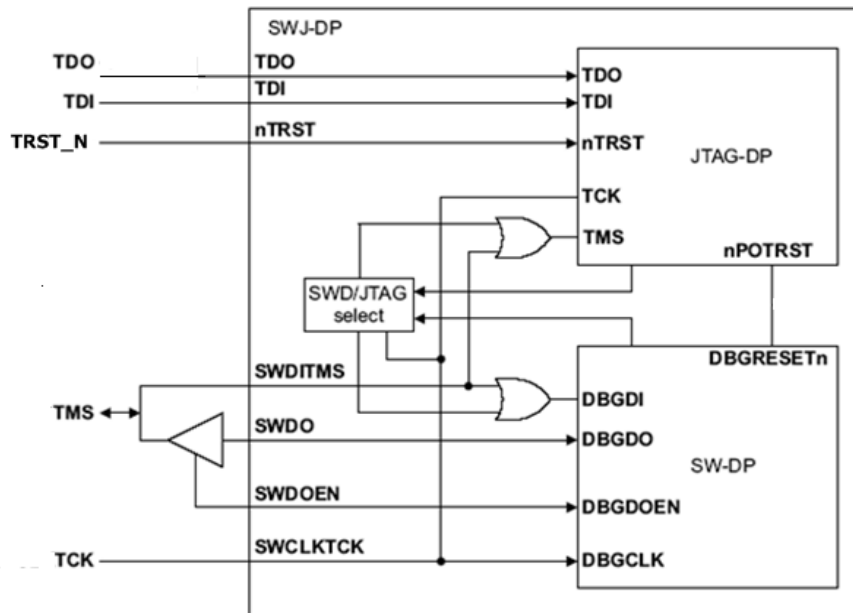 SWJ-DP
TDO
TDO
TDO
TDI
TDI
TDI
TRST_N
nTRST
nTRST
JTAG-DP
TCK
TMS
nPOTRST
SWD/JTAG
select
DBGRESETn
SWDITMS
TMS
DBGDI
SWDO
DBGDO
SW-DP
SWDOEN
DBGDOEN
TCK
SWCLKTCK
DBGCLK